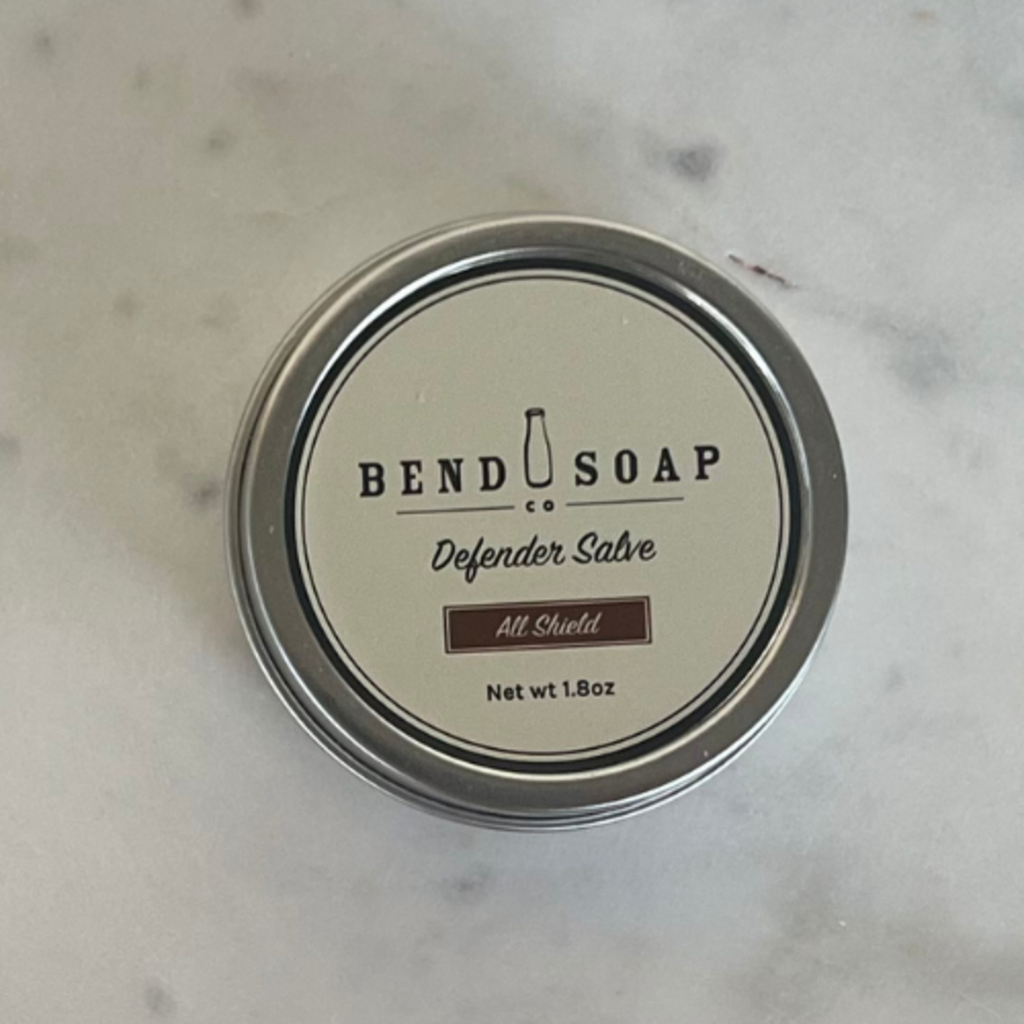 BEND SOAP
CO
Defender Salve
All Shield
Net wt 1.8oz